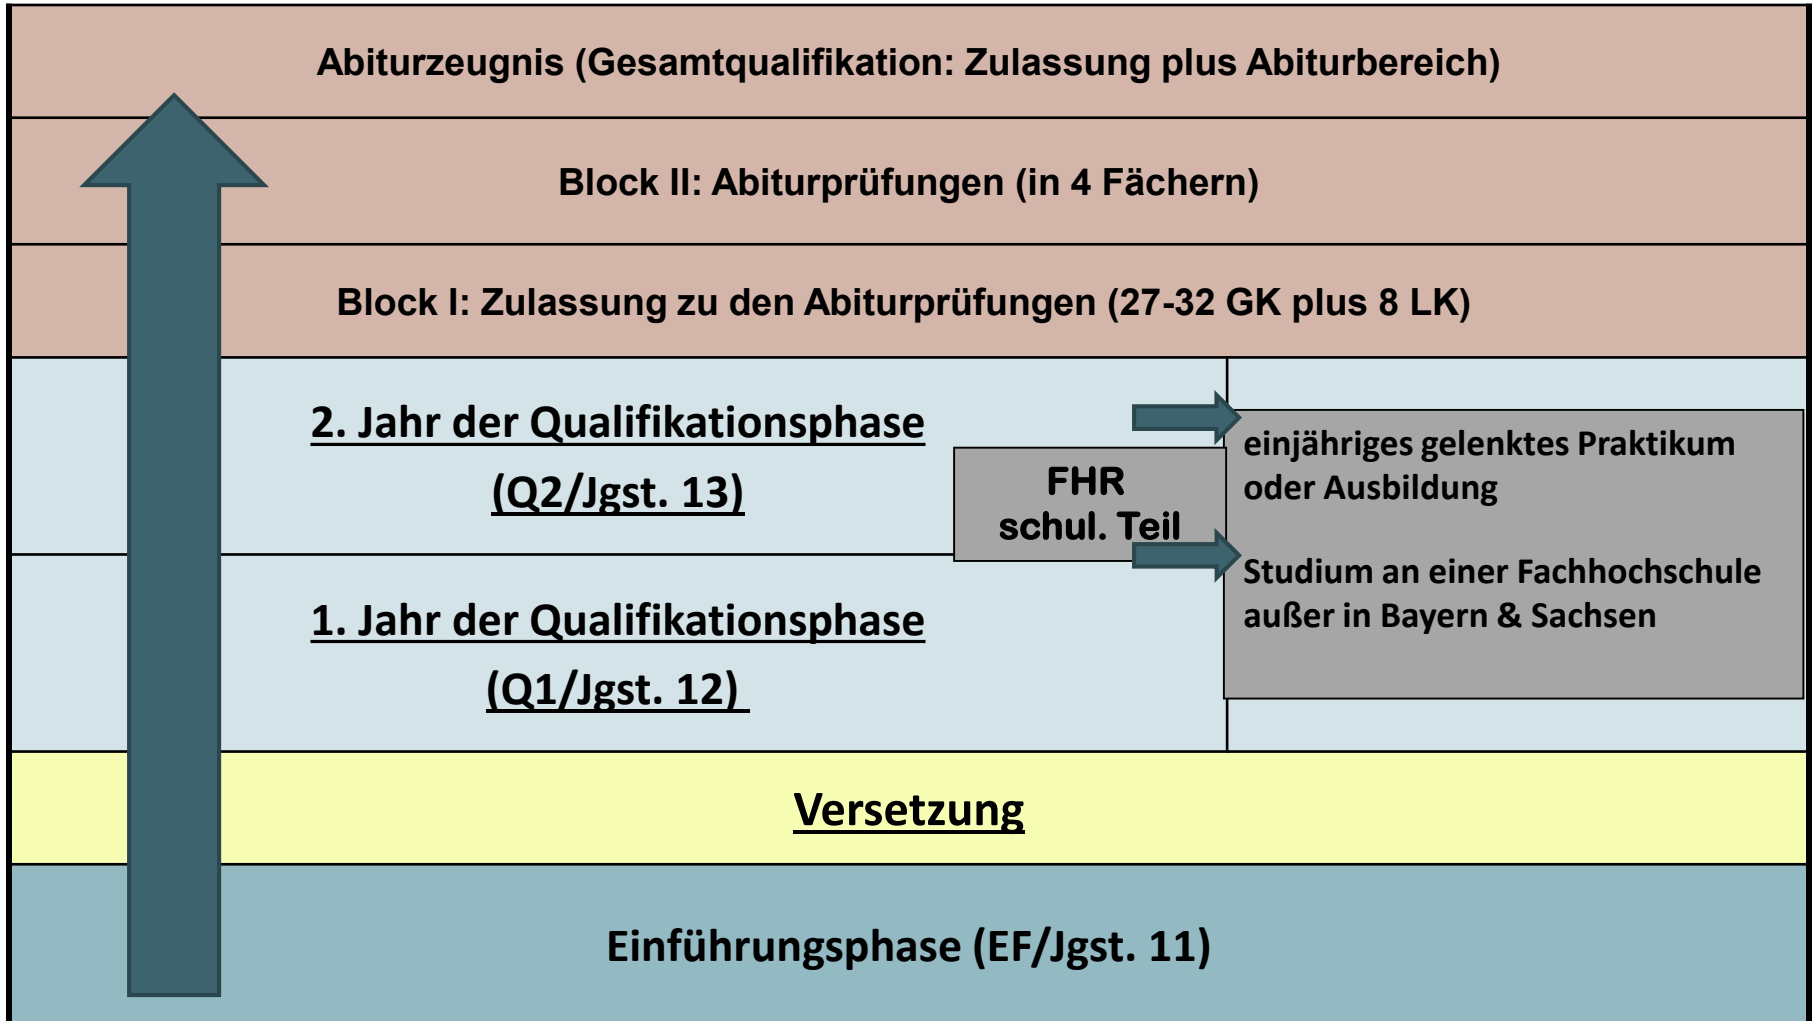 Abiturzeugnis (Gesamtqualifikation: Zulassung plus Abiturbereich)
Block II: Abiturprüfungen (in 4 Fächern)
Block I: Zulassung zu den Abiturprüfungen (27-32 GK plus 8 LK)
2. Jahr der Qualifikationsphase
(Q2/Jgst. 13)
FHR
schul. Teil
einjähriges gelenktes Praktikum
oder Ausbildung
Studium an einer Fachhochschule
außer in Bayern & Sachsen
1. Jahr der Qualifikationsphase
(Q1/Jgst. 12)
Versetzung
Einführungsphase (EF/Jgst. 11)